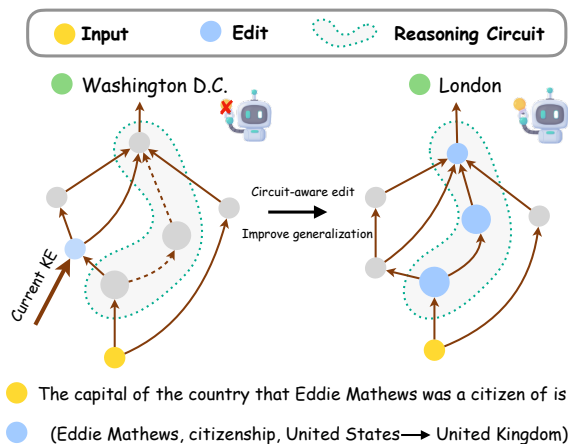 Input Edit Reasoning Circuit
Washington D.C. London
Circuit-aware edit
Improve generalization
Current KE
The capital of the country that Eddie Mathews was a citizen of is
(Eddie Mathews, citizenship, United States → United Kingdom)